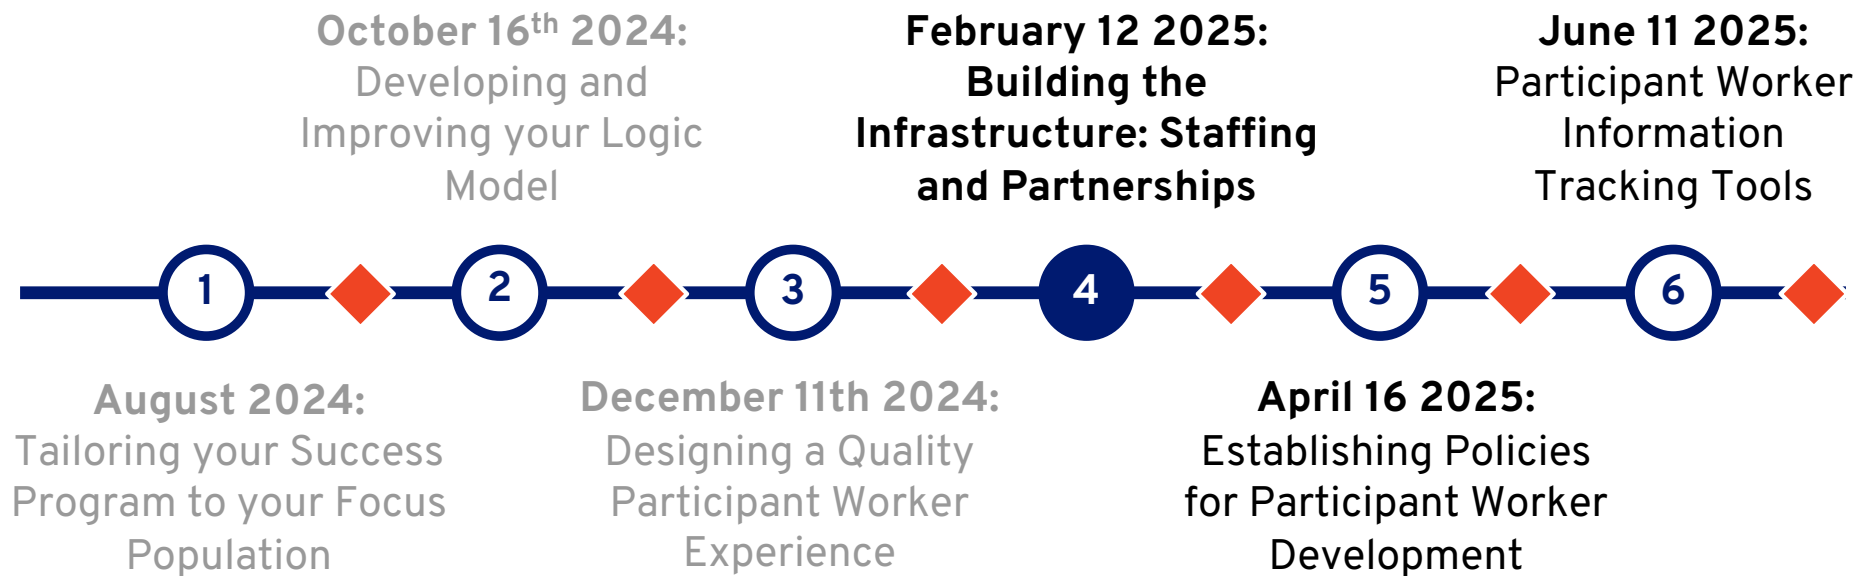 October 16th 2024:
Developing and
Improving your Logic
Model
February 12 2025:
Building the
Infrastructure: Staffing
and Partnerships
June 11 2025:
Participant Worker
Information
Tracking Tools
1
2
3
4
5
6
August 2024:
Tailoring your Success
Program to your Focus
Population
December 11th 2024:
Designing a Quality
Participant Worker
Experience
April 16 2025:
Establishing Policies
for Participant Worker
Development